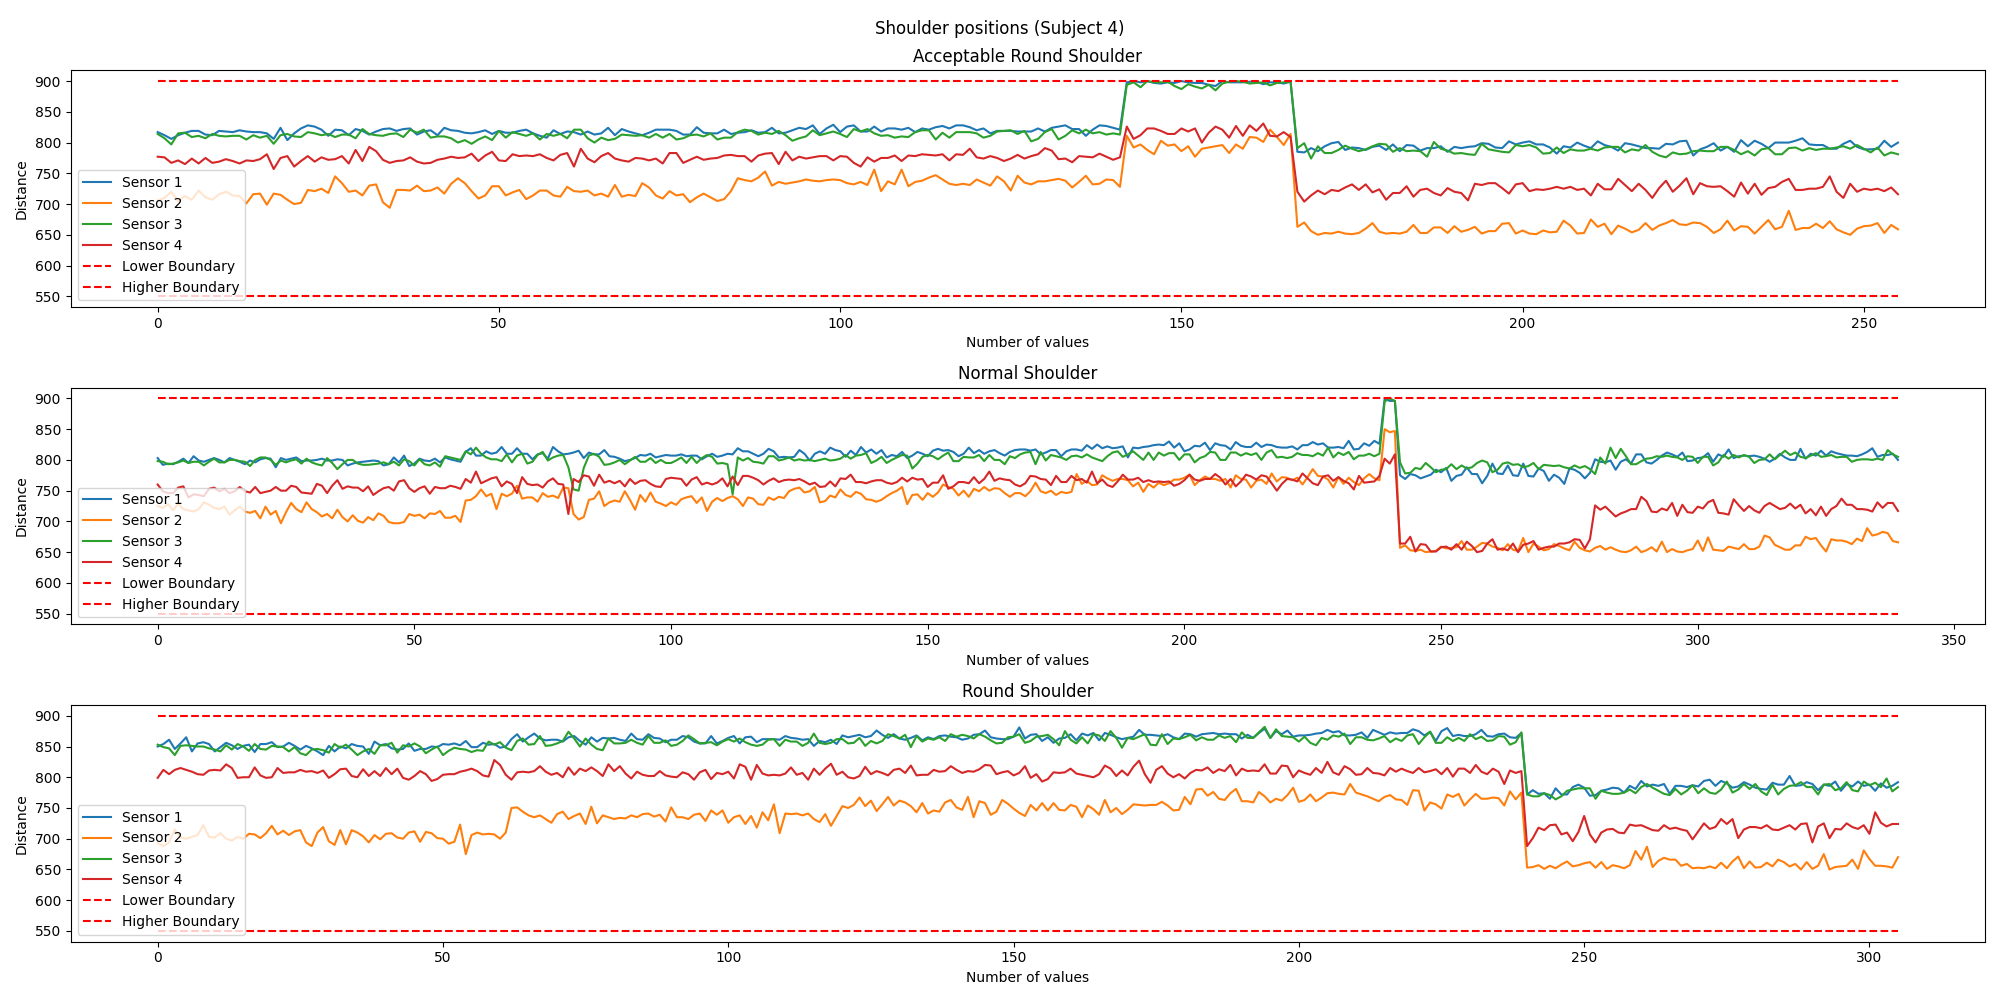 Shoulder positions (Subject 4)
Acceptable Round Shoulder
Distance
900
850
800
750
700
650
600
550
Sensor 1
Sensor 2
Sensor 3
Sensor 4
Lower Boundary
Higher Boundary
0 50 100 150 200 250
Number of values
Normal Shoulder
Distance
900
850
800
750
700
650
600
550
Sensor 1
Sensor 2
Sensor 3
Sensor 4
Lower Boundary
Higher Boundary
0 50 100 150 200 250 300 350
Number of values
Round Shoulder
Distance
900
850
800
750
700
650
600
550
Sensor 1
Sensor 2
Sensor 3
Sensor 4
Lower Boundary
Higher Boundary
0 50 100 150 200 250 300
Number of values